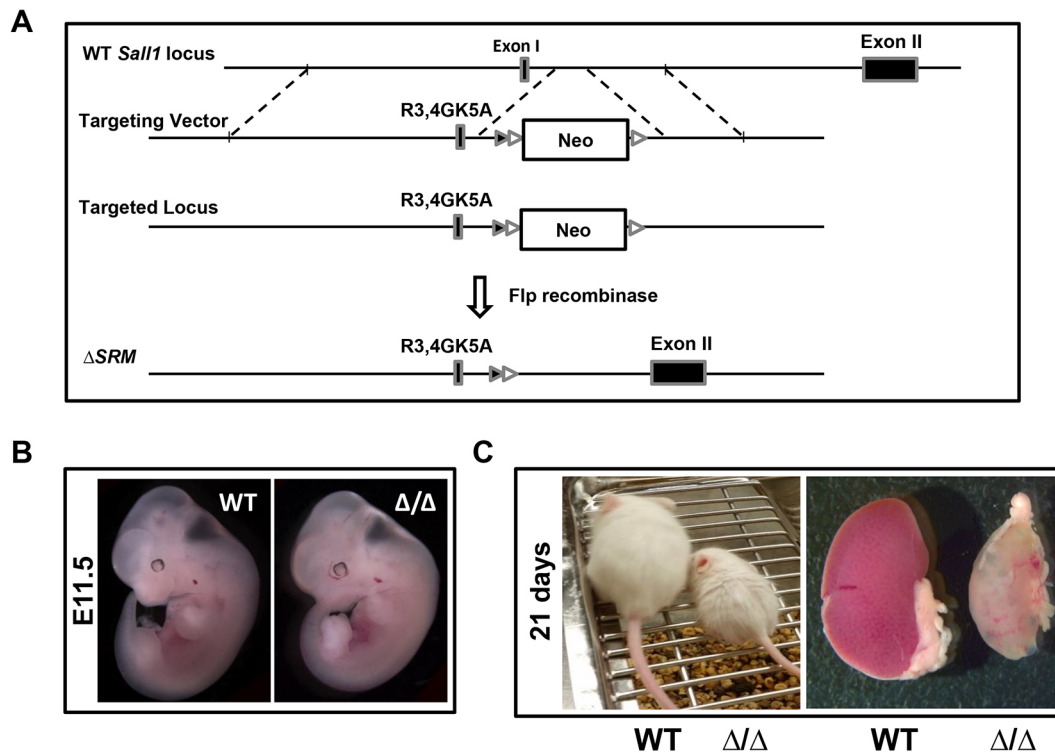 A
WT Sall1 locus
Exon I
Exon II
Targeting Vector
R3,4GK5A
Neo
Targeted Locus
R3,4GK5A
Neo
Flp recombinase
ΔSRM
R3,4GK5A
Exon II
B
E11.5
WT
Δ/Δ
C
21 days
WT
Δ/Δ
WT
Δ/Δ